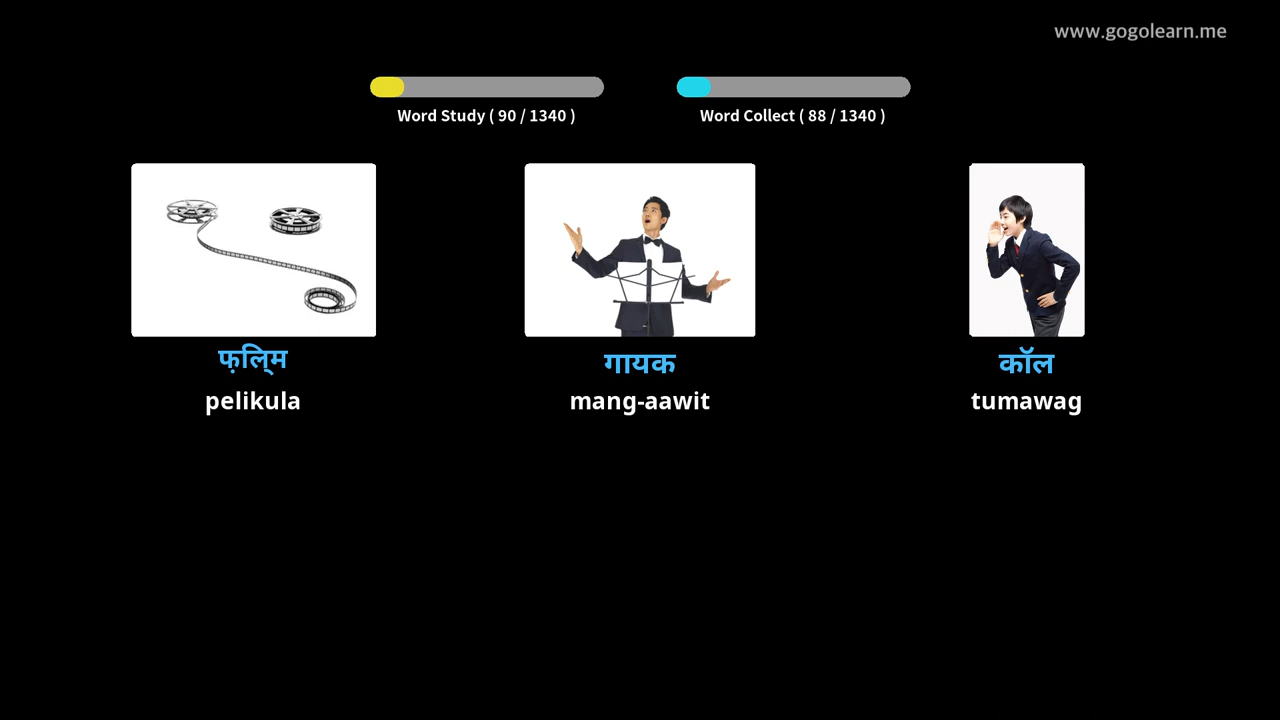 www.gogolearn.me
Word Study ( 90 / 1340 )
Word Collect ( 88 / 1340 )
फ़लि्म
गायक
कॉल
pelikula
mang-aawit
tumawag